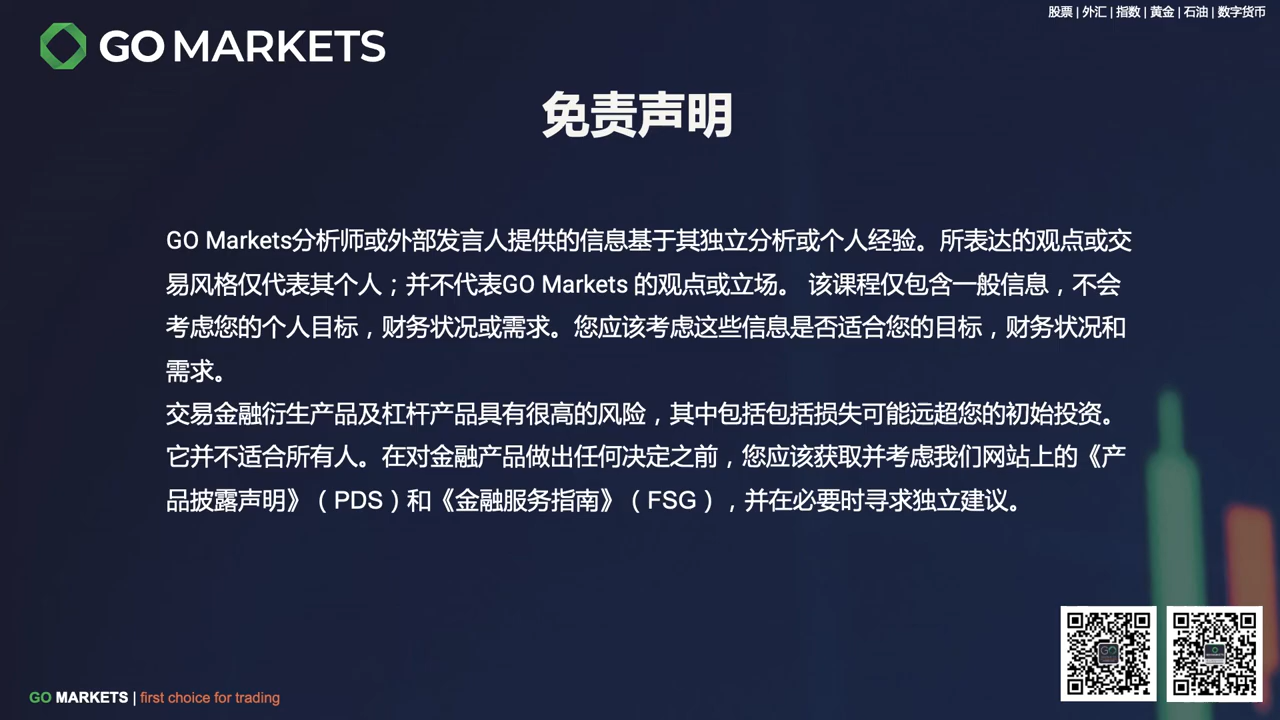 股票 | 外汇 | 指数 | 黄金 | 石油 | 数字货币
GO MARKETS
免责声明
GO Markets分析师或外部发言人提供的信息基于其独立分析或个人经验。所表达的观点或交
易风格仅代表其个人；并不代表GO Markets 的观点或立场。 该课程仅包含一般信息，不会
考虑您的个人目标，财务状况或需求。您应该考虑这些信息是否适合您的目标，财务状况和
需求。
交易金融衍生产品及杠杆产品具有很高的风险，其中包括包括损失可能远超您的初始投资。
它并不适合所有人。在对金融产品做出任何决定之前，您应该获取并考虑我们网站上的《产
品披露声明》（PDS）和《金融服务指南》（FSG），并在必要时寻求独立建议。
GO MARKETS | first choice for trading